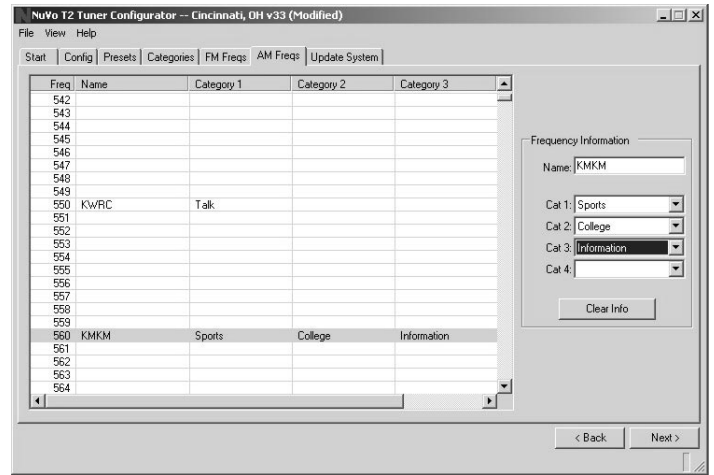 NuVo T2 Tuner Configurator -- Cincinnati, OH v33 (Modified)
File View Help
Start Config Presets Categories FM Freqs AM Freqs Update System
Freq Name Category 1 Category 2 Category 3
542
543
544
545
546
547
548
549
550 KWRC Talk
551
552
553
554
555
556
557
558
559
560 KMKM Sports College Information
561
562
563
564
Frequency Information
Name: KMKM
Cat 1: Sports
Cat 2: College
Cat 3: Information
Cat 4:
Clear Info
< Back Next >